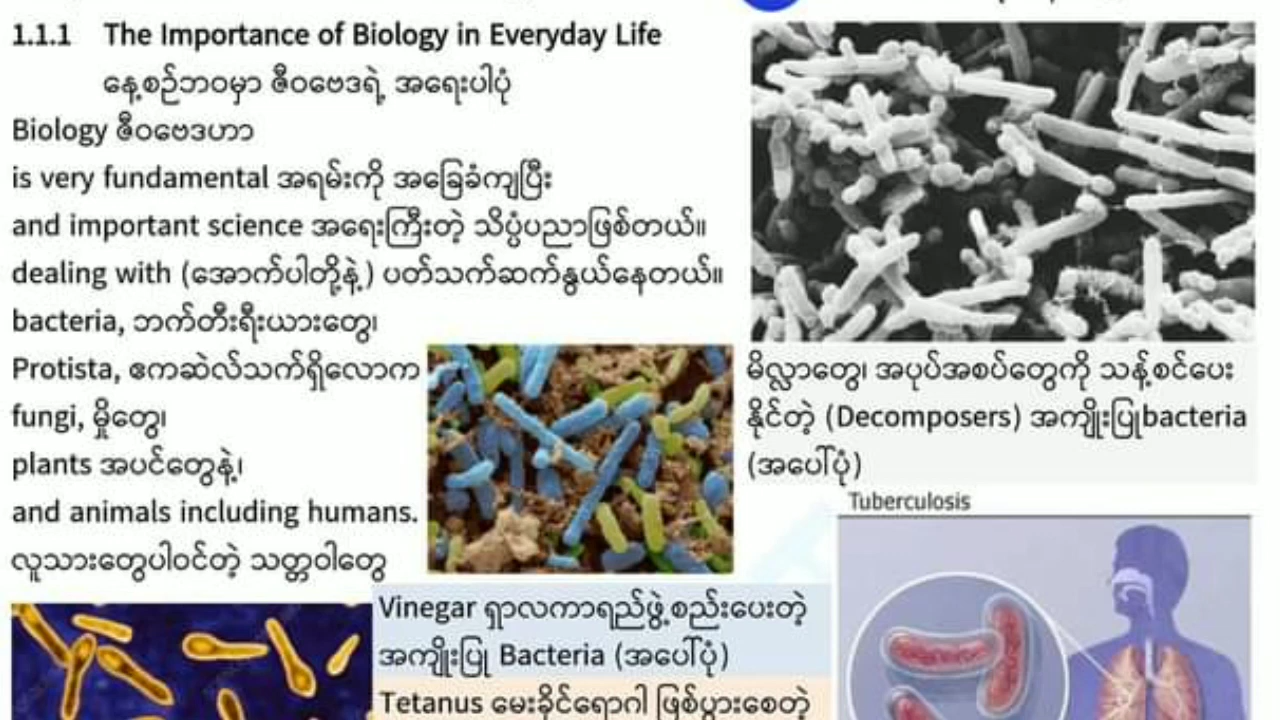 1.1.1 The Importance of Biology in Everyday Life
နေ့စဉ်ဘဝမှာ ဇီဝဗေဒရဲ့ အရေးပါပုံ
Biology ဇီဝဗေဒဟာ
is very fundamental အရမ်းကို အခြေခံကျပြီး
and important science အရေးကြီးတဲ့ သိပ္ပံပညာဖြစ်တယ်။
dealing with (အောက်ပါတို့နဲ့) ပတ်သက်ဆက်နွယ်နေတယ်။
bacteria, ဘက်တီးရီးယားတွေ၊
Protista, ဧကဆဲလ်သက်ရှိလောက
fungi, မှိုတွေ၊
plants အပင်တွေနဲ့၊
and animals including humans.
လူသားတွေပါဝင်တဲ့ သတ္တဝါတွေ
မိလ္လာတွေ၊ အပုပ်အစပ်တွေကို သန့်စင်ပေး
နိုင်တဲ့ (Decomposers) အကျိုးပြုbacteria
(အပေါ်ပုံ)
Tuberculosis
Vinegar ရှာလကာရည်ဖွဲ့စည်းပေးတဲ့
အကျိုးပြု Bacteria (အပေါ်ပုံ)
Tetanus မေးခိုင်ရောဂါ ဖြစ်ပွားစေတဲ့